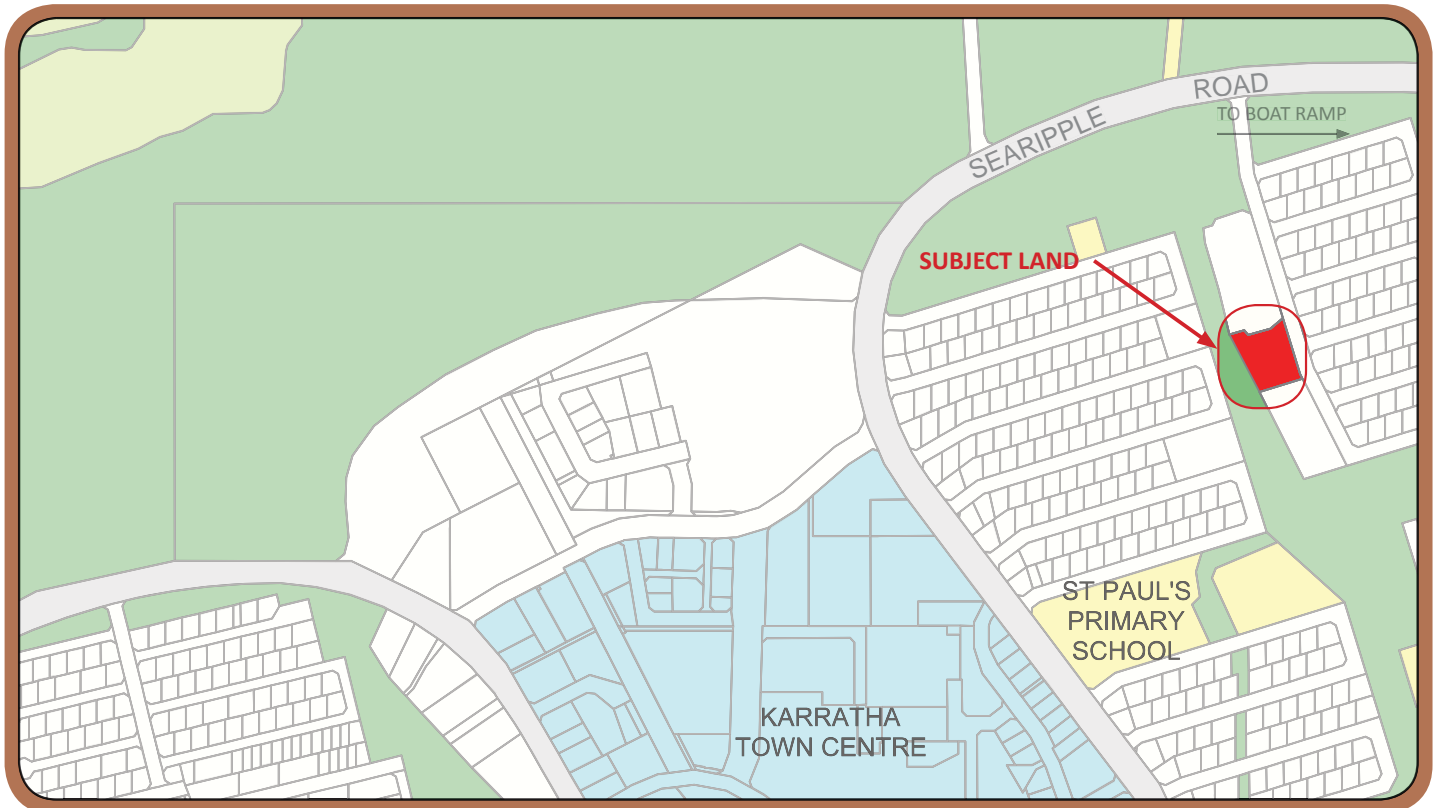 SEARIPPLE ROAD
TO BOAT RAMP
SUBJECT LAND
ST PAUL'S
PRIMARY
SCHOOL
KARRATHA
TOWN CENTRE